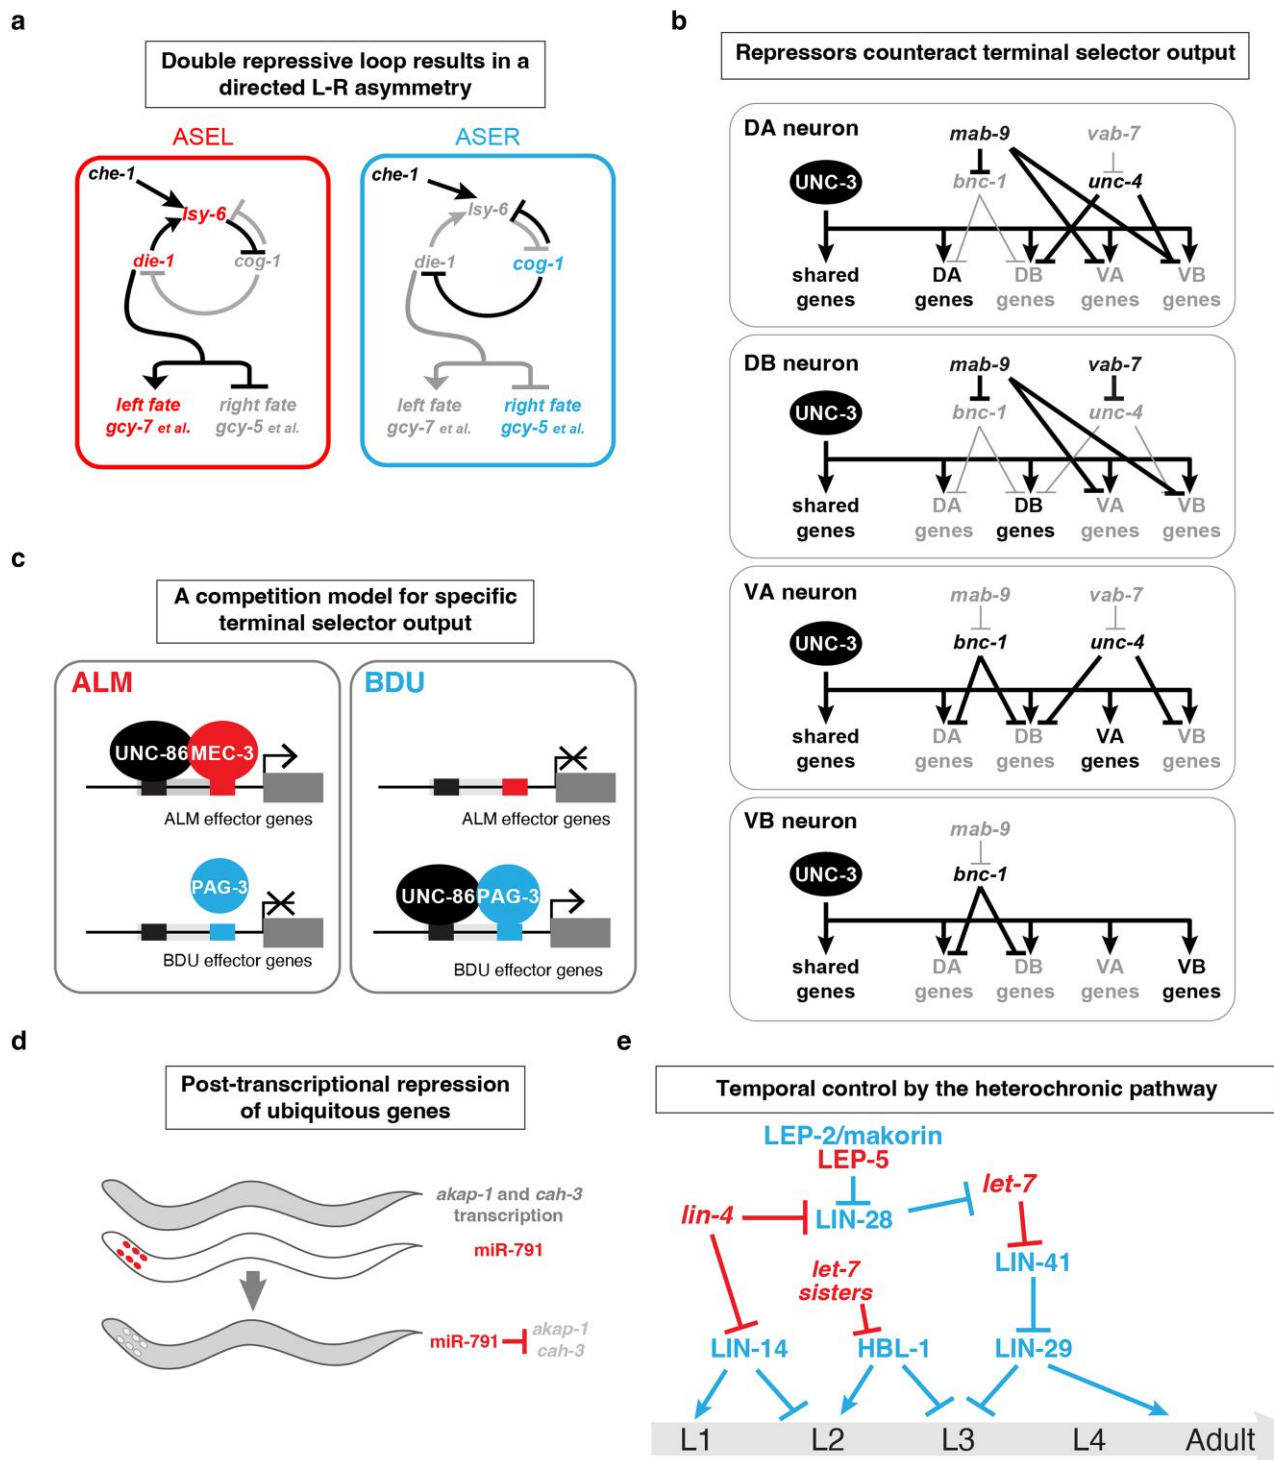 a
Double repressive loop results in a
directed L-R asymmetry
ASEL
che-1
lsy-6
die-1
cog-1
left fate
gcy-7 et al.
right fate
gcy-5 et al.
ASER
che-1
lsy-6
die-1
cog-1
left fate
gcy-7 et al.
right fate
gcy-5 et al.
b
Repressors counteract terminal selector output
DA neuron
mab-9
vab-7
UNC-3
bnc-1
unc-4
shared
genes
DA
genes
DB
genes
VA
genes
VB
genes
DB neuron
mab-9
vab-7
UNC-3
bnc-1
unc-4
shared
genes
DA
genes
DB
genes
VA
genes
VB
genes
VA neuron
mab-9
vab-7
UNC-3
bnc-1
unc-4
shared
genes
DA
genes
DB
genes
VA
genes
VB
genes
VB neuron
mab-9
UNC-3
bnc-1
shared
genes
DA
genes
DB
genes
VA
genes
VB
genes
c
A competition model for specific
terminal selector output
ALM
UNC-86
MEC-3
ALM effector genes
PAG-3
BDU effector genes
BDU
ALM effector genes
UNC-86
PAG-3
BDU effector genes
d
Post-transcriptional repression
of ubiquitous genes
akap-1 and cah-3
transcription
miR-791
miR-791
akap-1
cah-3
e
Temporal control by the heterochronic pathway
LEP-2/makorin
LEP-5
lin-4
LIN-28
let-7
let-7
sisters
LIN-41
LIN-14
HBL-1
LIN-29
L1 L2 L3 L4 Adult